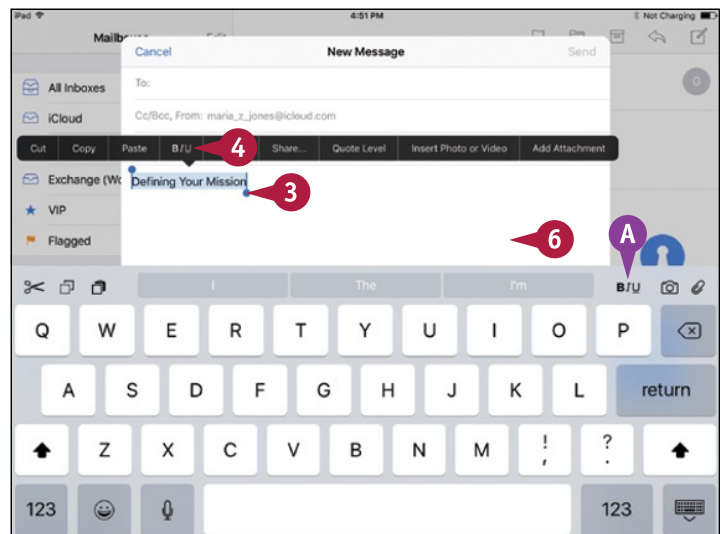 iPad 4:51 PM Not Charging
Cancel New Message Send
All Inboxes To: G
iCloud Cc/Bcc, From: maria_z_jones@icloud.com
Cut Copy Paste BIU 4 Share... Quote Level Insert Photo or Video Add Attachment
Exchange Defining Your Mission 3
VIP
Flagged 6 A
I The I'm BIU
Q W E R T Y U I O P
A S D F G H J K L return
Z X C V B N M ! , ? .
123 123